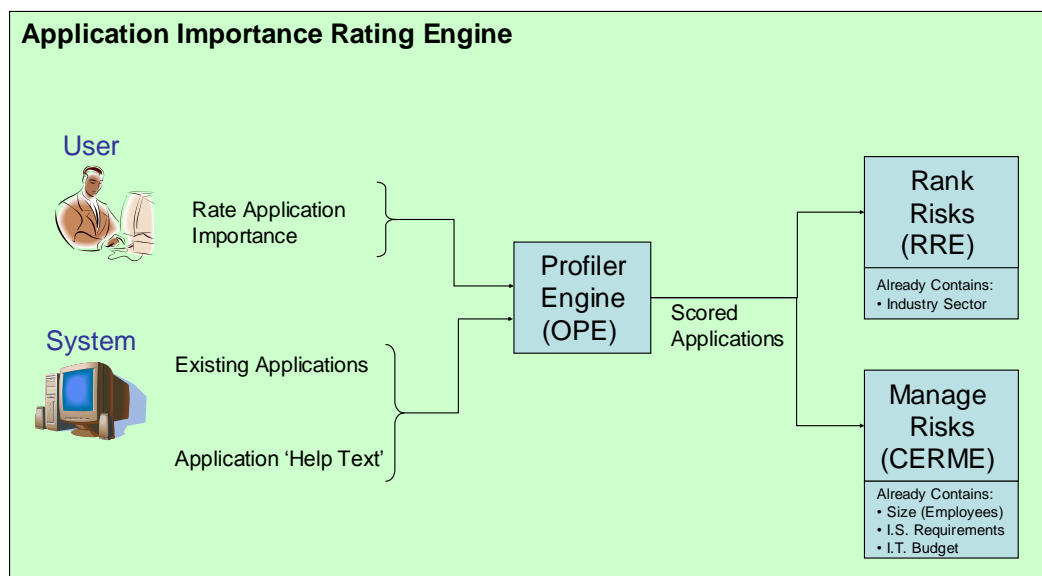 Application Importance Rating Engine
User
Rate Application
Importance
System
Existing Applications
Application ‘Help Text’
Profiler
Engine
(OPE)
Scored
Applications
Rank
Risks
(RRE)
Already Contains:
• Industry Sector
Manage
Risks
(CERME)
Already Contains:
• Size (Employees)
• I.S. Requirements
• I.T. Budget